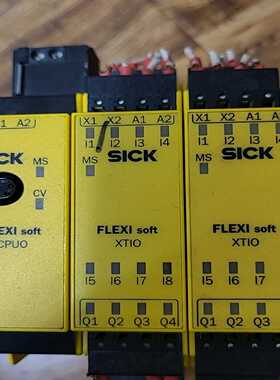 A1 A2
SICK
MS
CV
FLEXI soft
CPU0
X1 X2 A1 A2
I1 I2 I3 I4
SICK
MS
FLEXI soft
XTIO
I5 I6 I7 I8
Q1 Q2 Q3 Q4
X1 X2 A1
I1 I2 I3 I4
SICK
MS
FLEXI soft
XTIO
I5 I6 I7
Q1 Q2 Q3